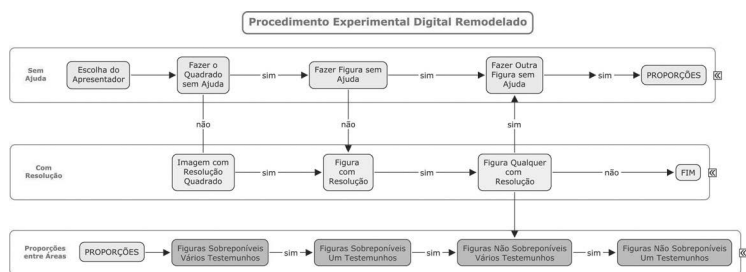 Procedimento Experimental Digital Remodelado
Sem
Ajuda
Escolha do
Apresentador
Fazer o
Quadrado
sem Ajuda
sim
Fazer Figura sem
Ajuda
sim
Fazer Outra
Figura sem
Ajuda
sim
PROPORÇÕES
não
não
sim
Com
Resolução
Imagem com
Resolução
Quadrado
sim
Figura
com
Resolução
sim
Figura Qualquer
com
Resolução
não
FIM
Proporções
entre Áreas
PROPORÇÕES
Figuras Sobreponíveis
Vários Testemunhos
sim
Figuras Sobreponíveis
Um Testemunhos
sim
Figuras Não Sobreponíveis
Vários Testemunhos
sim
Figuras Não Sobreponíveis
Um Testemunhos